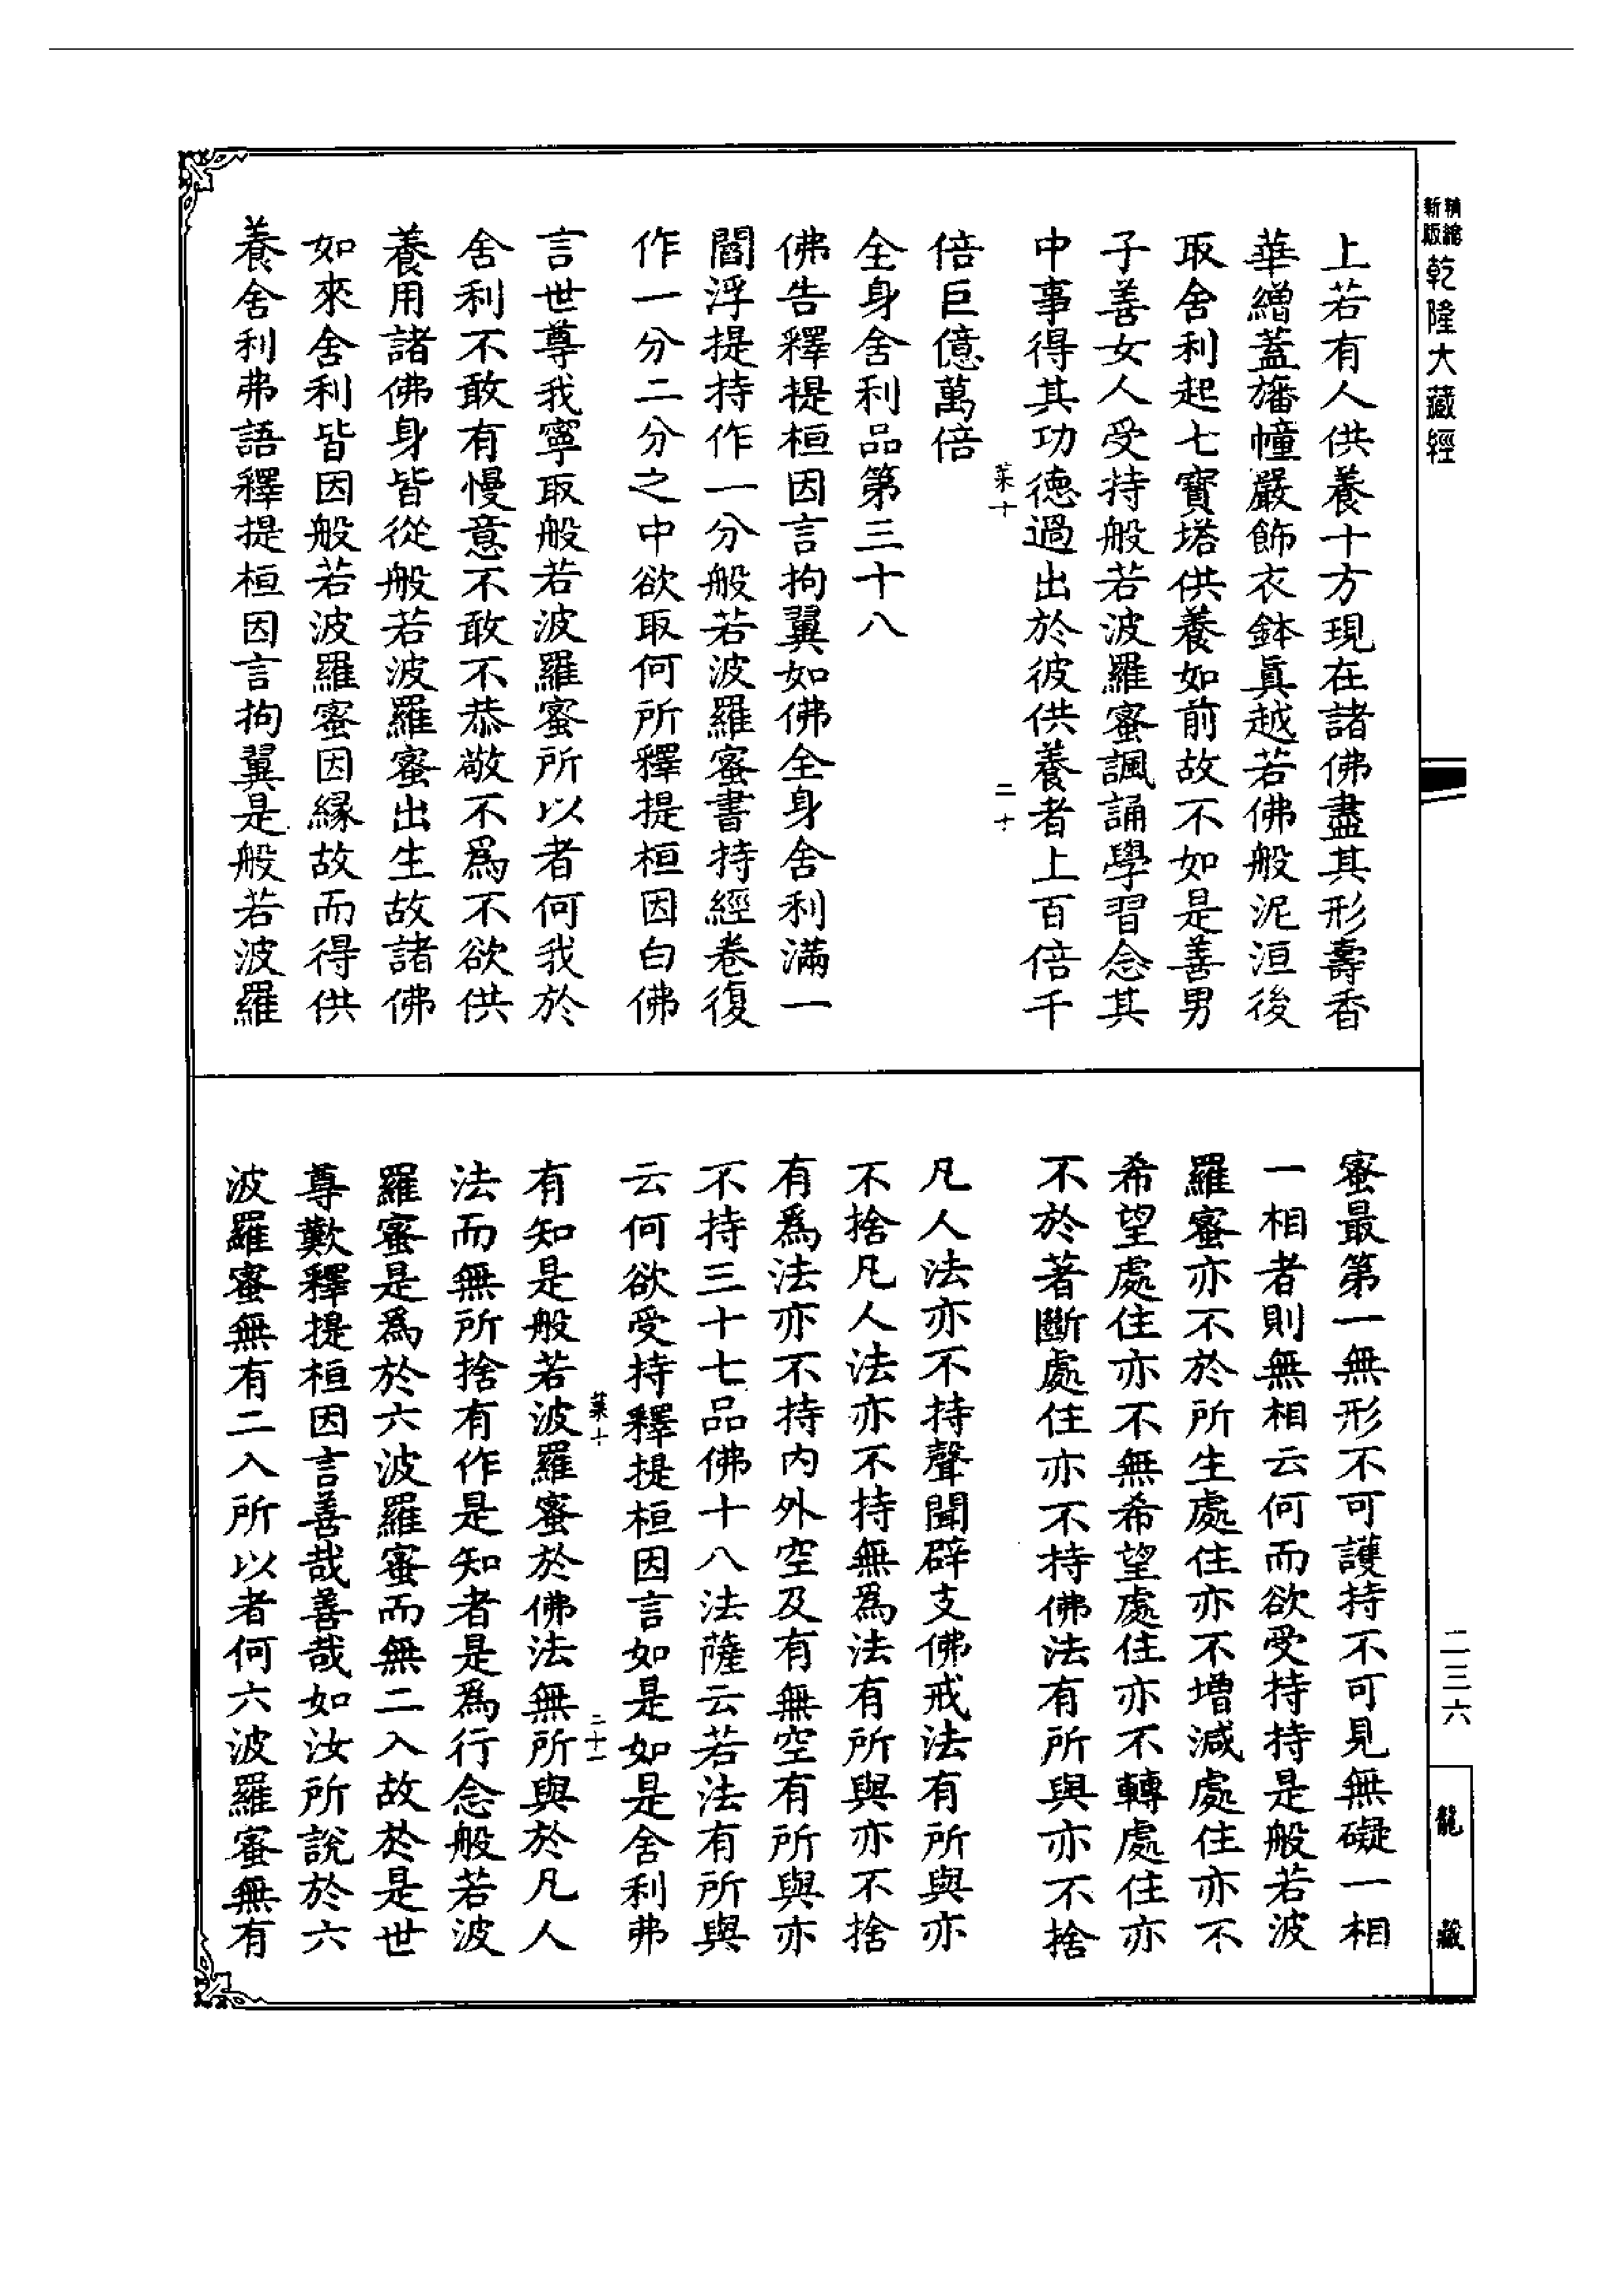 新版精縮乾隆大藏經
上若有人供養十方現在諸佛盡其形壽香
華繒蓋旛幢嚴飾衣鉢眞越若佛般泥洹後
取舍利起七寶塔供養如前故不如是善男
子善女人受持般若波羅蜜諷誦學習念其
中事得其功德過出於彼供養者上百倍千
菜十 二十
倍巨億萬倍
全身舍利品第三十八
佛告釋提桓因言拘翼如佛全身舍利滿一
閻浮提持作一分般若波羅蜜書持經卷復
作一分二分之中欲取何所釋提桓因白佛
言世尊我寧取般若波羅蜜所以者何我於
舍利不敢有慢意不敢不恭敬不爲不欲供
養用諸佛身皆從般若波羅蜜出生故諸佛
如來舍利皆因般若波羅蜜因緣故而得供
養舍利弗語釋提桓因言拘翼是般若波羅
蜜最第一無形不可護持不可見無礙一相
一相者則無相云何而欲受持持是般若波
羅蜜亦不於所生處住亦不增減處住亦不
希望處住亦不無希望處住亦不轉處住亦
不於著斷處住亦不持佛法有所與亦不捨
凡人法亦不持聲聞辟支佛戒法有所與亦
不捨凡人法亦不持無爲法有所與亦不捨
有爲法亦不持內外空及有無空有所與亦
不持三十七品佛十八法薩云若法有所與
云何欲受持釋提桓因言如是如是舍利弗
菜十 二十一
有知是般若波羅蜜於佛法無所與於凡人
法而無所捨有作是知者是爲行念般若波
羅蜜是爲於六波羅蜜而無二入故於是世
尊歎釋提桓因言善哉善哉如汝所說於六
波羅蜜無有二入所以者何六波羅蜜無有
二三六
龍藏